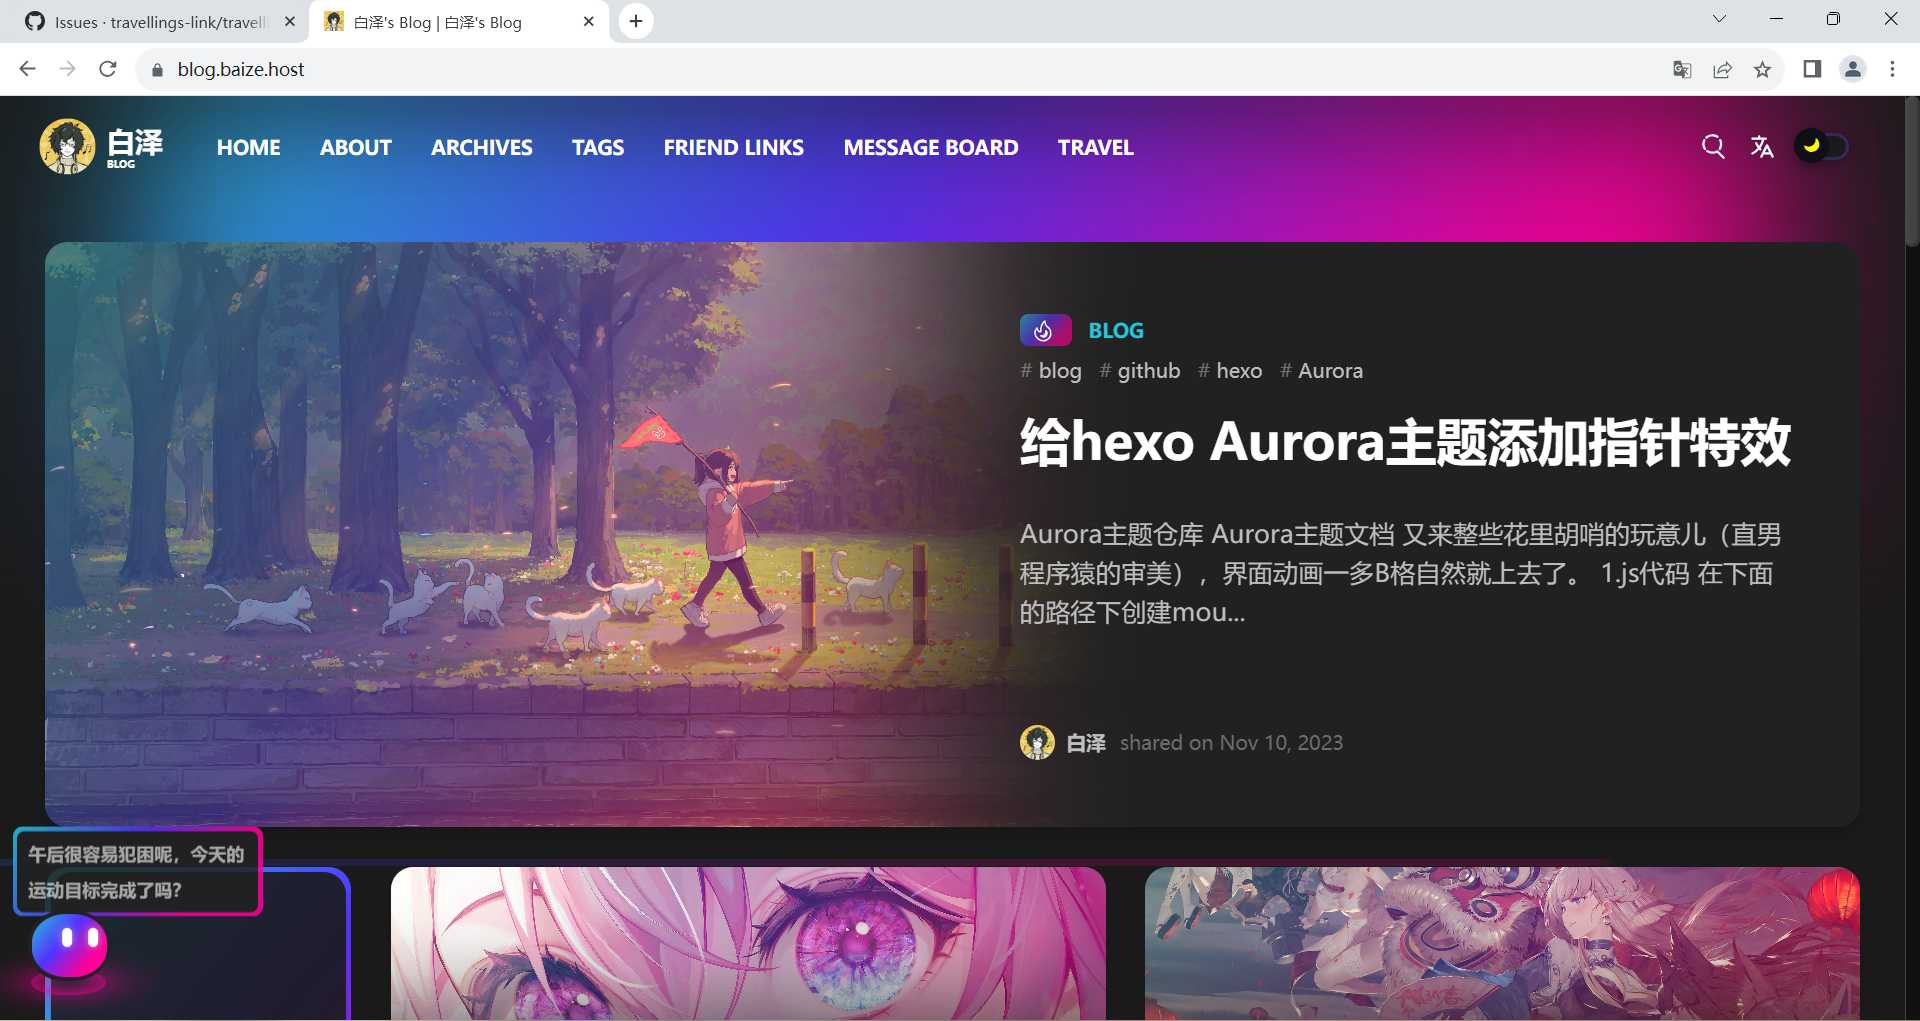 Issues · travellings-link/travell
白泽's Blog | 白泽's Blog
blog.baize.host
白泽
BLOG
HOME
ABOUT
ARCHIVES
TAGS
FRIEND LINKS
MESSAGE BOARD
TRAVEL
BLOG
# blog # github # hexo # Aurora
给hexo Aurora主题添加指针特效
Aurora主题仓库 Aurora主题文档 又来整些花里胡哨的玩意儿（直男
程序猿的审美），界面动画一多B格自然就上去了。 1.js代码 在下面
的路径下创建mou...
白泽 shared on Nov 10, 2023
午后很容易犯困呢，今天的
运动目标完成了吗？